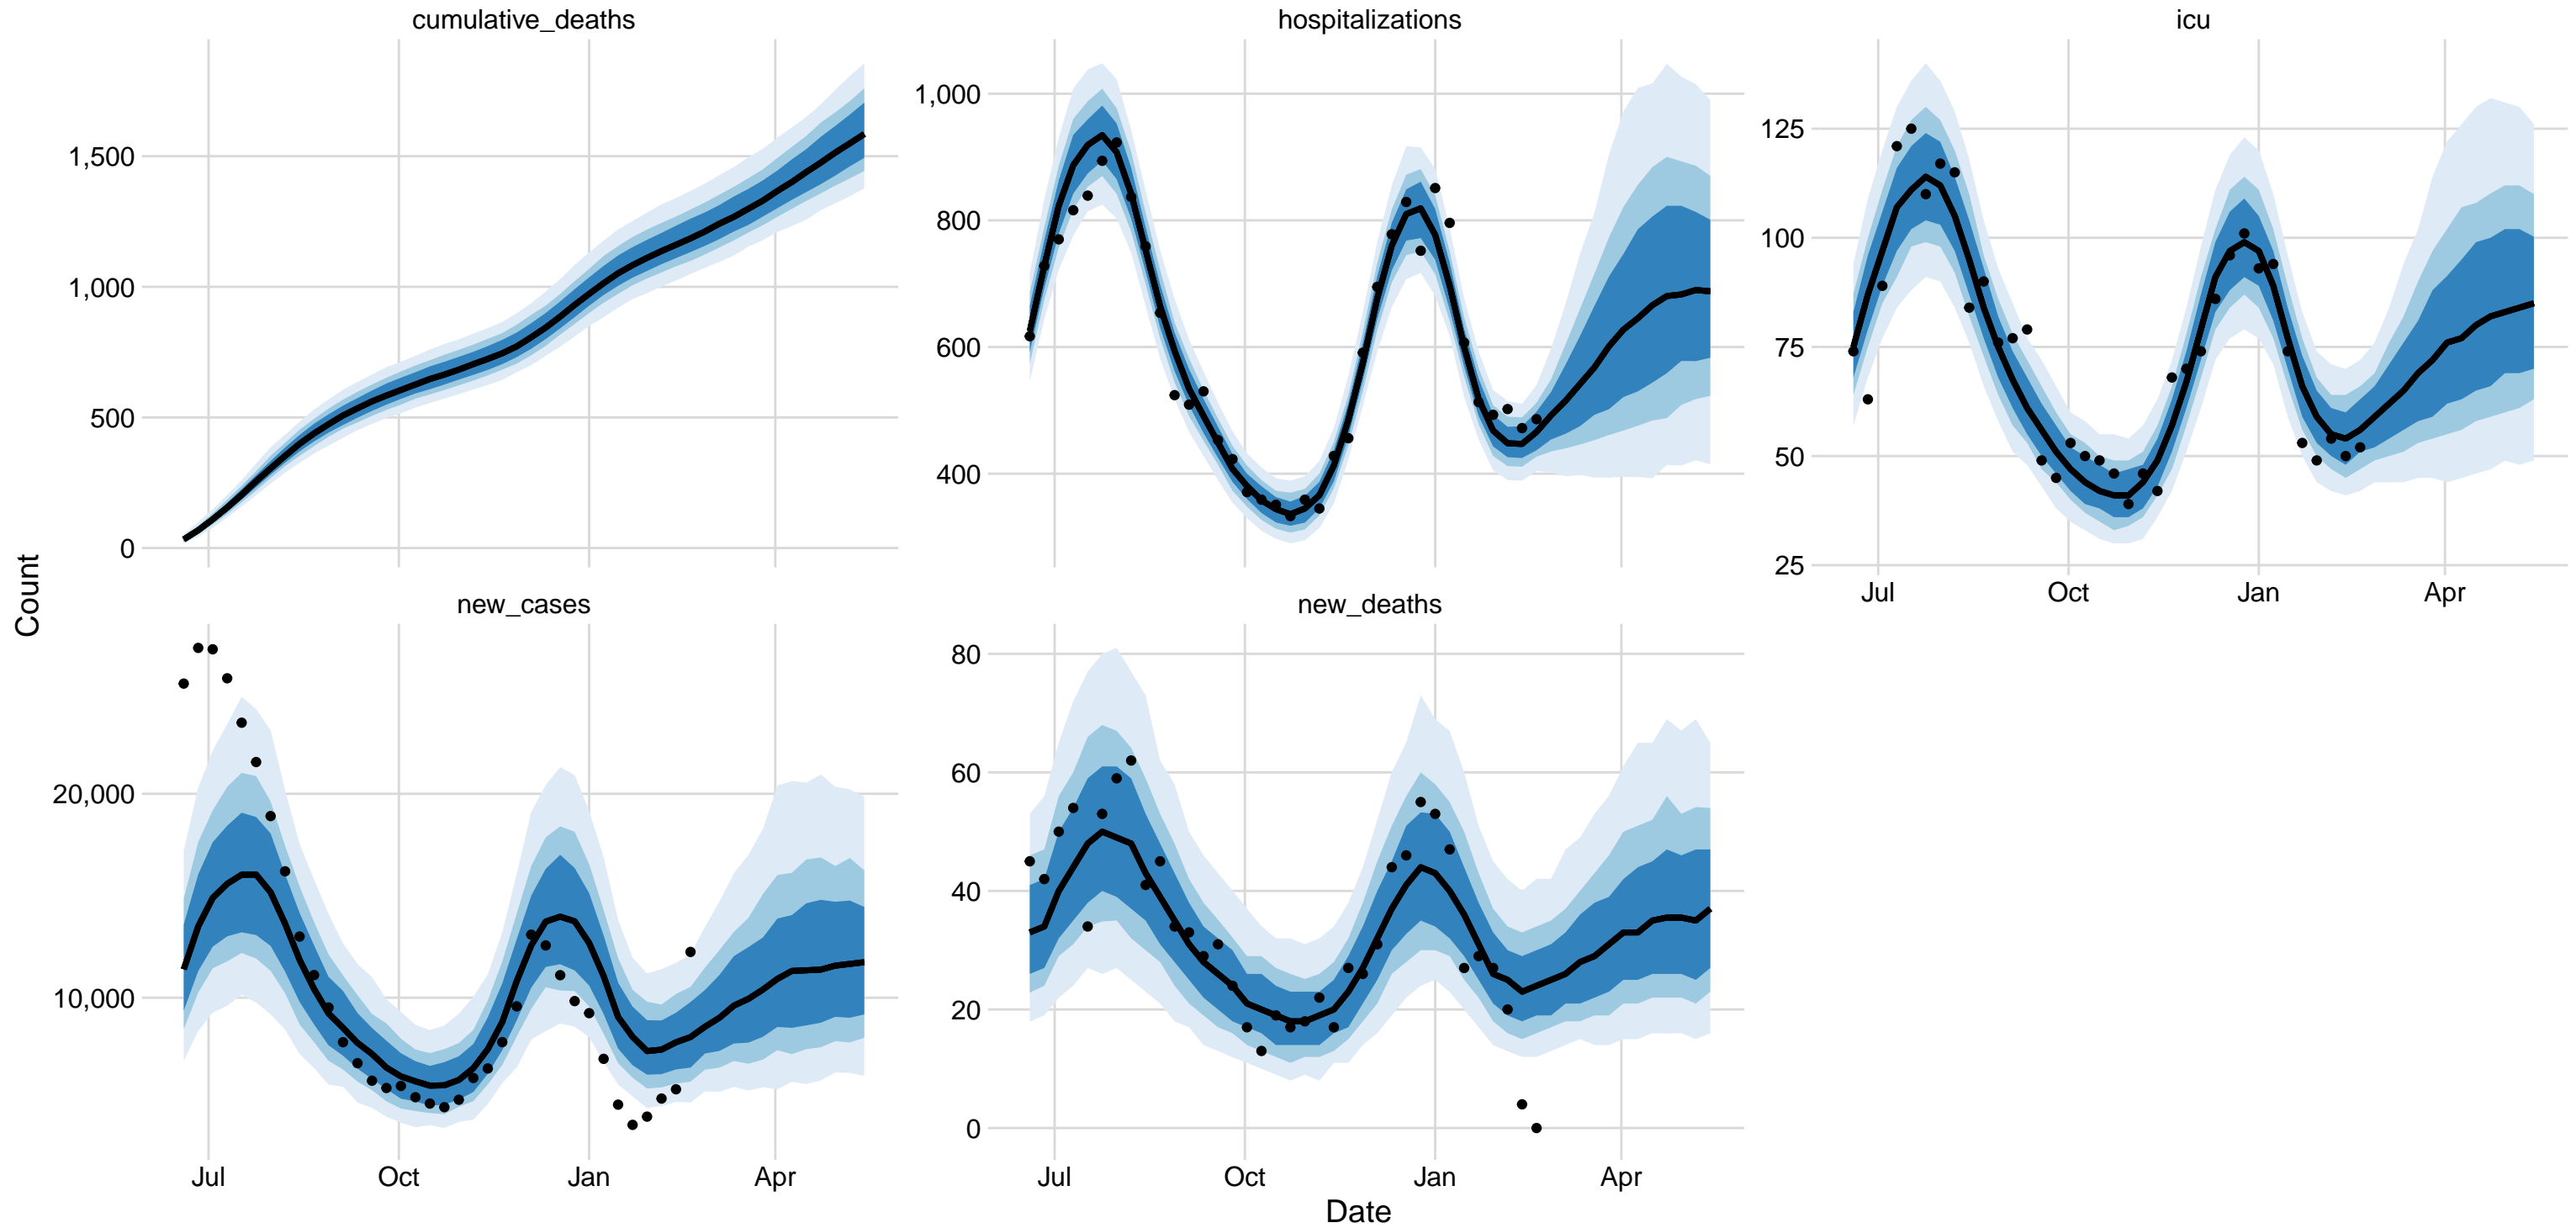 cumulative_deaths
hospitalizations
icu
1,500
1,000
500
0
1,000
800
600
400
125
100
75
50
25
Jul Oct Jan Apr
Count
new_cases
new_deaths
20,000
10,000
80
60
40
20
0
Jul Oct Jan Apr
Jul Oct Jan Apr
Date